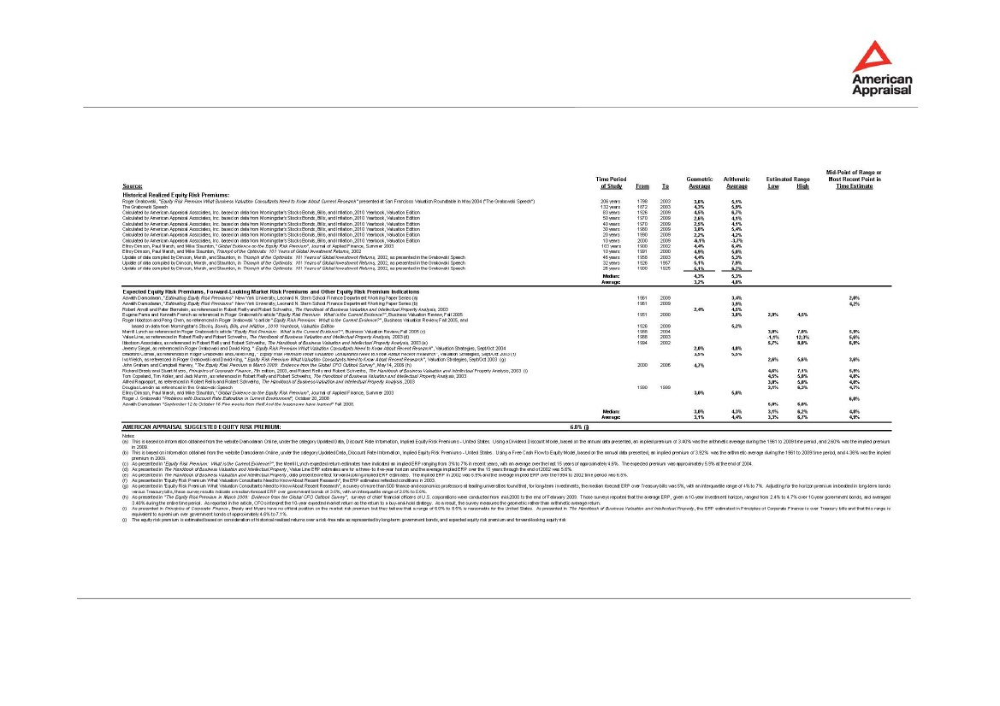 American
Appraisal
Mid-Point of Range or
Time Period Geometric Arithmetic Estimated Range Most Recent Point in
Source: of Study From To Average Average Low High Time Estimate
Historical Realized Equity Risk Premiums:
Roger Grabowski, "Equity Risk Premium What Business Valuation Consultants Need to Know About Current Research" presented at San Francisco Valuation Roundtable in May 2004 ("The Grabowski Speech") 206 years 1798 2003 3,6% 5,1%
The Grabowski Speech 132 years 1872 2003 4,3% 5,9%
Calculated by American Appraisal Associates, Inc. based on data from Morningstar's Stocks Bonds, Bills, and Inflation ,2010 Yearbook, Valuation Edition 83 years 1926 2009 4,5% 6,7%
Calculated by American Appraisal Associates, Inc. based on data from Morningstar's Stocks Bonds, Bills, and Inflation ,2010 Yearbook, Valuation Edition 50 years 1970 2009 2,6% 4,1%
Calculated by American Appraisal Associates, Inc. based on data from Morningstar's Stocks Bonds, Bills, and Inflation ,2010 Yearbook, Valuation Edition 40 years 1970 2009 2,5% 4,1%
Calculated by American Appraisal Associates, Inc. based on data from Morningstar's Stocks Bonds, Bills, and Inflation ,2010 Yearbook, Valuation Edition 30 years 1980 2009 3,8% 5,4%
Calculated by American Appraisal Associates, Inc. based on data from Morningstar's Stocks Bonds, Bills, and Inflation ,2010 Yearbook, Valuation Edition 20 years 1990 2009 2,2% 4,2%
Calculated by American Appraisal Associates, Inc. based on data from Morningstar's Stocks Bonds, Bills, and Inflation ,2010 Yearbook, Valuation Edition 10 years 2000 2009 -6,1% -3,7%
Elfroy Dimson, Paul Marsh, and Mike Staunton, "Global Evidence on the Equity Risk Premium", Journal of Applied Finance, Summer 2003 103 years 1900 2002 4,4% 6,4%
Elfroy Dimson, Paul Marsh, and Mike Staunton, Triumph of the Optimists: 101 Years of Global Investment Returns, 2002 10 years 1991 2000 4,9% 5,0%
Update of data compiled by Dimson, Marsh, and Staunton, in Triumph of the Optimists: 101 Years of Global Investment Returns, 2002, as presented in the Grabowski Speech 46 years 1958 2003 4,4% 5,3%
Update of data compiled by Dimson, Marsh, and Staunton, in Triumph of the Optimists: 101 Years of Global Investment Returns, 2002, as presented in the Grabowski Speech 32 years 1926 1957 5,1% 7,9%
Update of data compiled by Dimson, Marsh, and Staunton, in Triumph of the Optimists: 101 Years of Global Investment Returns, 2002, as presented in the Grabowski Speech 26 years 1900 1925 5,1% 6,7%
Median: 4,3% 5,3%
Average: 3,2% 4,8%
Expected Equity Risk Premiums, Forward-Looking Market Risk Premiums and Other Equity Risk Premium Indications
Aswath Damodaran, "Estimating Equity Risk Premiums" New York University, Leonard N. Stern School Finance Department Working Paper Series (a) 1961 2009 3,4% 2,0%
Aswath Damodaran, "Estimating Equity Risk Premiums" New York University, Leonard N. Stern School Finance Department Working Paper Series (b) 1961 2009 3,9% 4,2%
Robert Arnott and Peter Bernstein, as referenced in Robert Reilly and Robert Schweihs, The Handbook of Business Valuation and Intellectual Property Analysis, 2003 2,4% 4,5%
Eugene Fama and Kenneth French as referenced in Roger Grabowski's article "Equity Risk Premium: What is the Current Evidence?", Business Valuation Review, Fall 2005 1951 2000 3,8% 2,9% 4,5%
Roger Ibbotson and Peng Chen, as referenced in Roger Grabowski 's article "Equity Risk Premium: What is the Current Evidence?", Business Valuation Review, Fall 2005, and
based on data from Morningstar's Stocks, Bonds, Bills, and Inflation , 2010 Yearbook, Valuation Edition 1926 2009 5,2%
Merrill Lynch as referenced in Roger Grabowski's article "Equity Risk Premium: What is the Current Evidence?", Business Valuation Review, Fall 2005 (c) 1988 2004 3,0% 7,0% 5,9%
Value Line, as referenced in Robert Reilly and Robert Schweihs, The Handbook of Business Valuation and Intellectual Property Analysis, 2003 (d) 1988 2003 -1,1% 12,3% 5,6%
Ibbotson Associates, as referenced in Robert Reilly and Robert Schweihs, The Handbook of Business Valuation and Intellectual Property Analysis, 2003 (e) 1994 2002 5,7% 8,0% 6,9%
Jeremy Siegel, as referenced in Roger Grabowski and David King, "Equity Risk Premium What Valuation Consultants Need to Know About Recent Research", Valuation Strategies, Sept/Oct 2004 2,0% 4,0%
Bradford Cornell, as referenced in Roger Grabowski and David King, "Equity Risk Premium What Valuation Consultants Need to Know About Recent Research", Valuation Strategies, Sept/Oct 2003 (f) 3,5% 5,5%
Ivo Welch, as referenced in Roger Grabowski and David King, "Equity Risk Premium What Valuation Consultants Need to Know About Recent Research", Valuation Strategies, Sept/Oct 2003 (g) 2,6% 5,6% 3,6%
John Graham and Campbell Harvey, "The Equity Risk Premium in March 2009: Evidence from the Global CFO Outlook Survey", May 14, 2008 (h) 2000 2006 4,7%
Richard Brealy and Stuart Myers, Principles of Corporate Finance, 7th edition, 2003, and Robert Reilly and Robert Schweihs, The Handbook of Business Valuation and Intellectual Property Analysis, 2003 (i) 4,6% 7,1% 5,9%
Tom Copeland, Tim Koller, and Jack Murrin, as referenced in Robert Reilly and Robert Schweihs, The Handbook of Business Valuation and Intellectual Property Analysis, 2003 4,5% 5,0% 4,8%
Alfred Rappaport, as referenced in Robert Reilly and Robert Schweihs, The Handbook of Business Valuation and Intellectual Property Analysis, 2003 3,0% 5,0% 4,0%
Douglas Lamdin as referenced in the Grabowski Speech 1990 1999 3,1% 6,3% 4,7%
Elfroy Dimson, Paul Marsh, and Mike Staunton, "Global Evidence on the Equity Risk Premium", Journal of Applied Finance, Summer 2003 3,0% 5,0%
Roger J. Grabowski "Problems with Discount Rate Estimation in Current Environment", October 20, 2008 6,0%
Aswath Damodaran "September 12 to October 16 Five weeks from Hell! And the lessons we have learned" Fall 2008. 5,0% 6,0%
Median: 3,0% 4,3% 3,1% 6,2% 4,8%
Average: 3,1% 4,4% 3,3% 6,7% 4,9%
AMERICAN APPRAISAL SUGGESTED EQUITY RISK PREMIUM: 6.0% (j)
Notes:
(a) This is based on information obtained from the website Damodaran Online, under the category Updated Data, Discount Rate Information, Implied Equity Risk Premiums - United States. Using a Dividend Discount Model, based on the annual data presented, an implied premium of 3.40% was the arithmetic average during the 1961 to 2009 time period, and 2.60% was the implied premium
in 2009.
(b) This is based on information obtained from the website Damodaran Online, under the category Updated Data, Discount Rate Information, Implied Equity Risk Premiums - United States. Using a Free Cash Flow to Equity Model, based on the annual data presented, an implied premium of 3.92% was the arithmetic average during the 1961 to 2009 time period, and 4.36% was the implied
premium in 2009.
(c) As presented in "Equity Risk Premium: What is the Current Evidence?", the Merrill Lynch expected return estimates have indicated an implied ERP ranging from 3% to 7% in recent years, with an average over the last 15 years of approximately 4.6%. The expected premium was approximately 5.9% at the end of 2004.
(d) As presented in The Handbook of Business Valuation and Intellectual Property , Value Line ERP estimates are for a three- to five-year horizon and the average implied ERP over the 15 years through the end of 2002 was 5.6%.
(e) As presented in The Handbook of Business Valuation and Intellectual Property , data presented reflect forward-looking implied ERP estimates. The implied ERP in 2002 was 6.9% and the average implied ERP over the 1994 to 2002 time period was 6.9%.
(f) As presented in "Equity Risk Premium What Valuation Consultants Need to Know About Recent Research", the ERP estimates reflected conditions in 2003.
(g) As presented in "Equity Risk Premium What Valuation Consultants Need to Know About Recent Research", a survey of more than 500 finance and economics professors at leading universities found that, for long-term investments, the median forecast ERP over Treasury bills was 5%, with an interquartile range of 4% to 7%. Adjusting for the horizon premium imbedded in long-term bonds
versus Treasury bills, these survey results indicate a median forecast ERP over government bonds of 3.6%, with an interquartile range of 2.6% to 5.6%.
(h) As presented in "The Equity Risk Premium in March 2009: Evidence from the Global CFO Outlook Survey", surveys of chief financial officers of U.S. corporations were conducted from mid-2000 to the end of February 2009. Those surveys reported that the average ERP, given a 10-year investment horizon, ranged from 2.4% to 4.7% over 10-year government bonds, and averaged
3.46% during the entire time period. As reported in the article, CFOs interpret the 10-year expected market return as the return to a buy-and-hold strategy. As a result, the survey measures the geometric rather than arithmetic average return.
(i) As presented in Principles of Corporate Finance, Brealy and Myers have no official position on the market risk premium but they believe that a range of 6.0% to 8.5% is reasonable for the United States. As presented in The Handbook of Business Valuation and Intellectual Property, the ERP estimated in Principles of Corporate Finance is over Treasury bills and that this range is
equivalent to a premium over government bonds of approximately 4.6% to 7.1%.
(j) The equity risk premium is estimated based on consideration of historical realized returns over a risk-free rate as represented by long-term government bonds, and expected equity risk premium and forward-looking equity risk